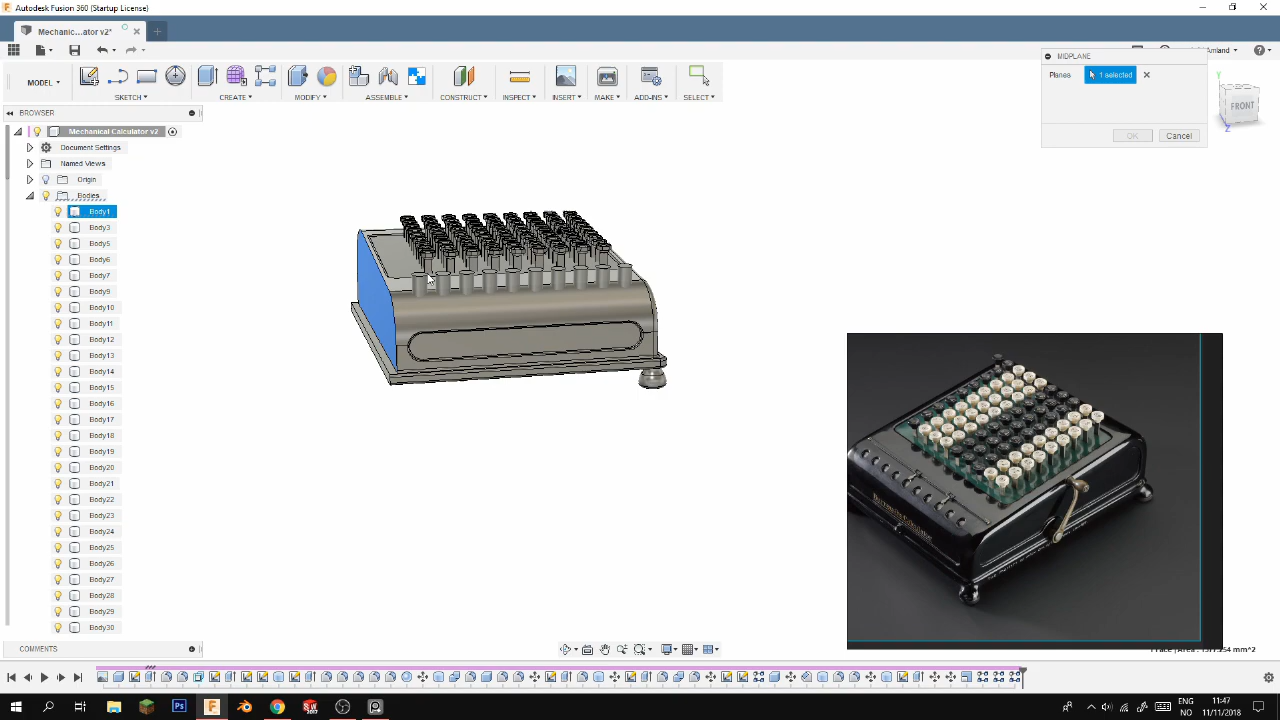 Autodesk Fusion 360 (Startup License)
Mechanic...ator v2*
MODEL
SKETCH
CREATE
MODIFY
ASSEMBLE
CONSTRUCT
INSPECT
INSERT
MAKE
ADD-INS
SELECT
MIDPLANE
Planes
1 selected
OK
Cancel
FRONT
Y
Z
BROWSER
Mechanical Calculator v2
Document Settings
Named Views
Origin
Bodies
Body1
Body3
Body5
Body6
Body7
Body9
Body10
Body11
Body12
Body13
Body14
Body15
Body16
Body17
Body18
Body19
Body20
Body21
Body22
Body23
Body24
Body25
Body26
Body27
Body28
Body29
Body30
COMMENTS
ENG
NO
11:47
11/11/2018